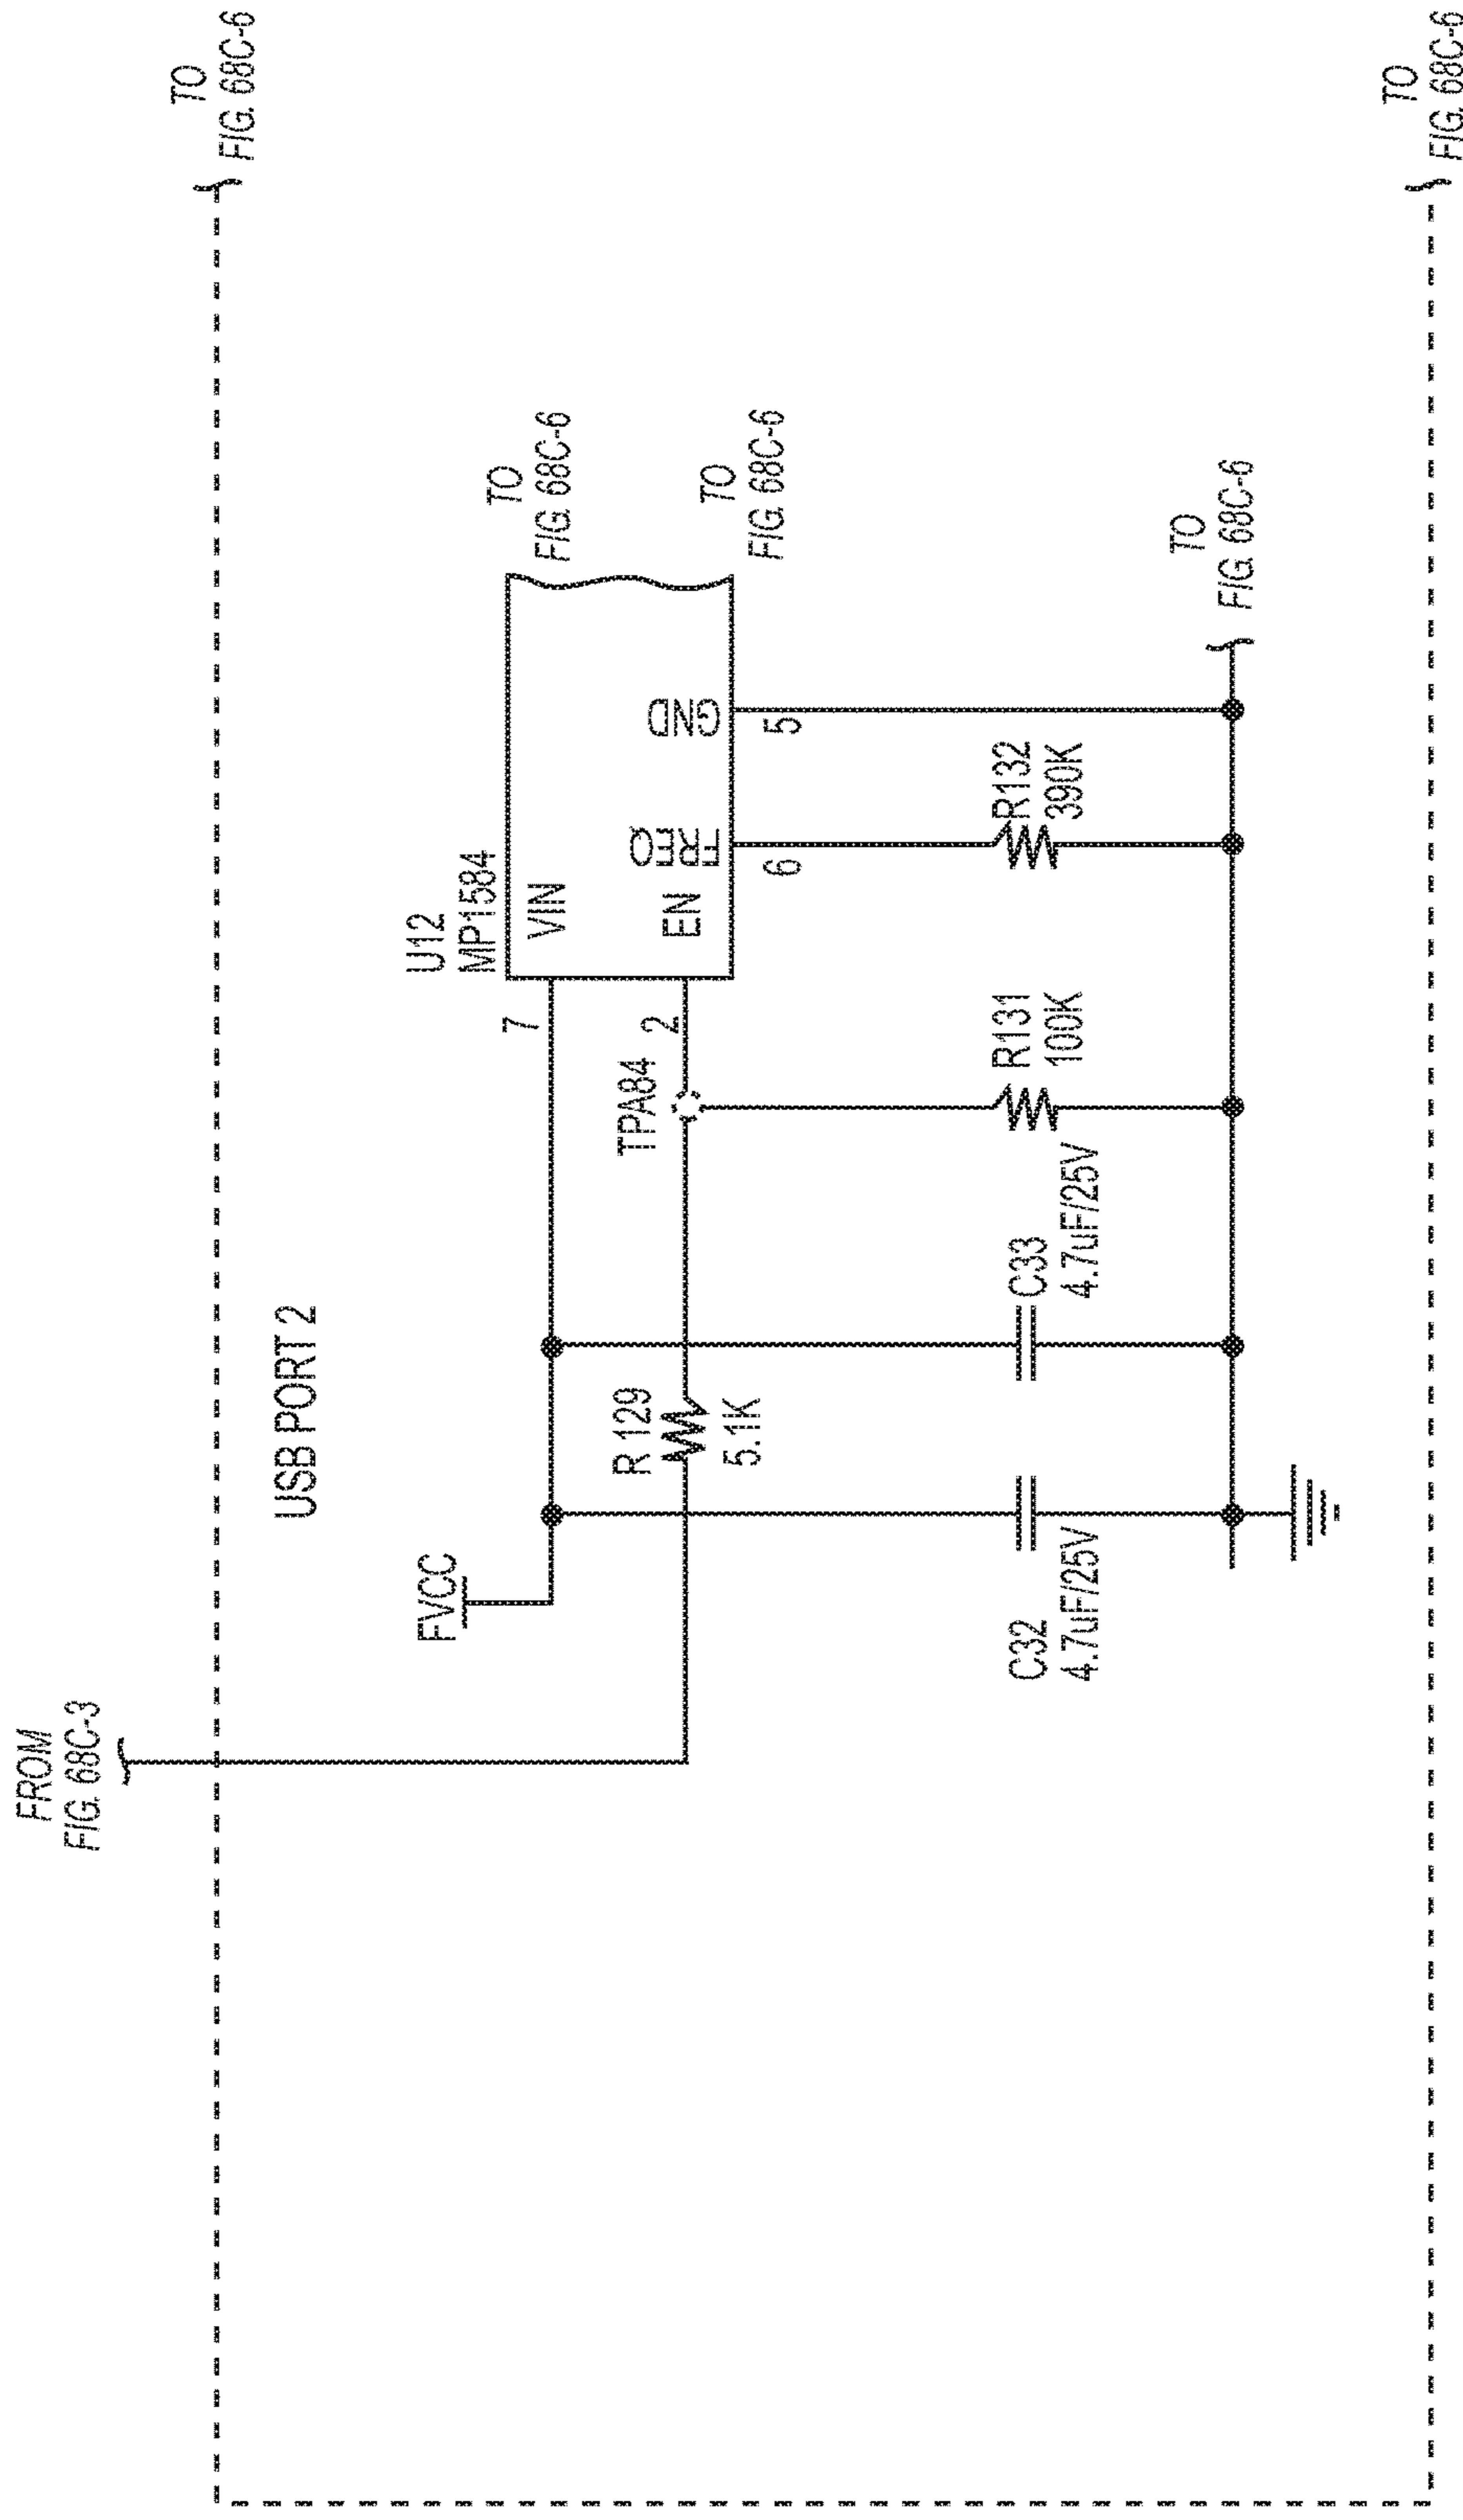 FROM
FIG. 68C-3
TO
FIG. 68C-6
USB PORT 2
FVCC
U12
MP1584
7
VIN
TO
FIG. 68C-6
R 129
5.1K
TPA84
2
EN
FREQ
GND
TO
FIG. 68C-6
6
5
C32
4.7uF/25V
C33
4.7uF/25V
R131
100K
R132
390K
TO
FIG. 68C-6
TO
FIG. 68C-6